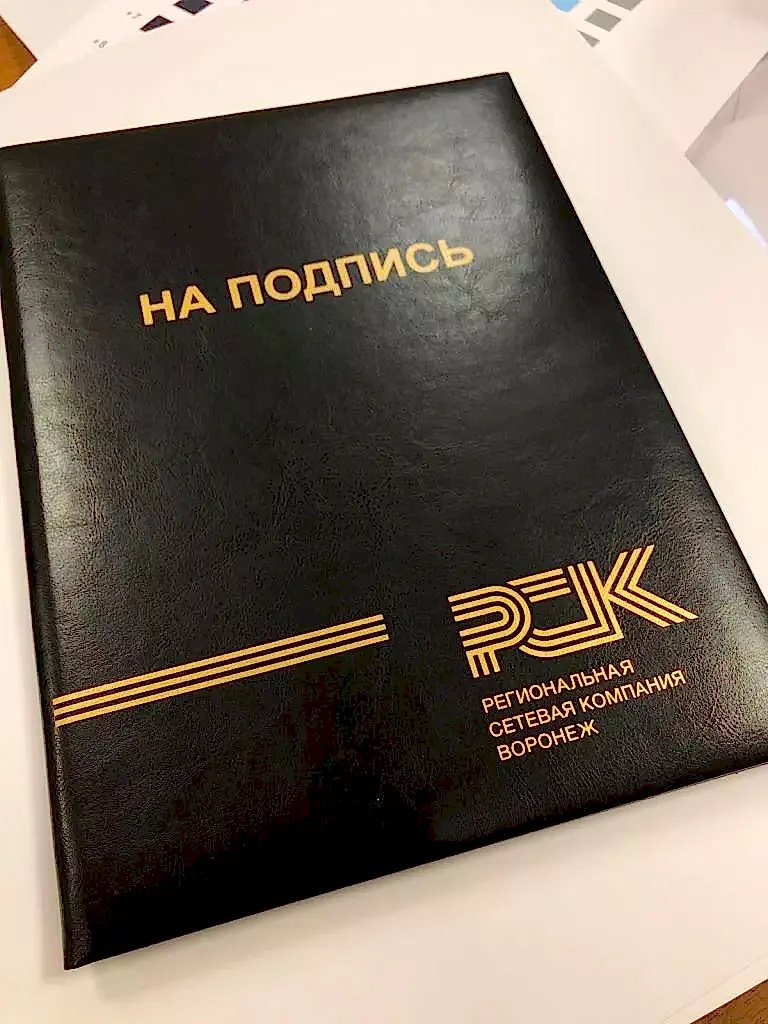 НА ПОДПИСЬ
РСК
РЕГИОНАЛЬНАЯ
СЕТЕВАЯ КОМПАНИЯ
ВОРОНЕЖ